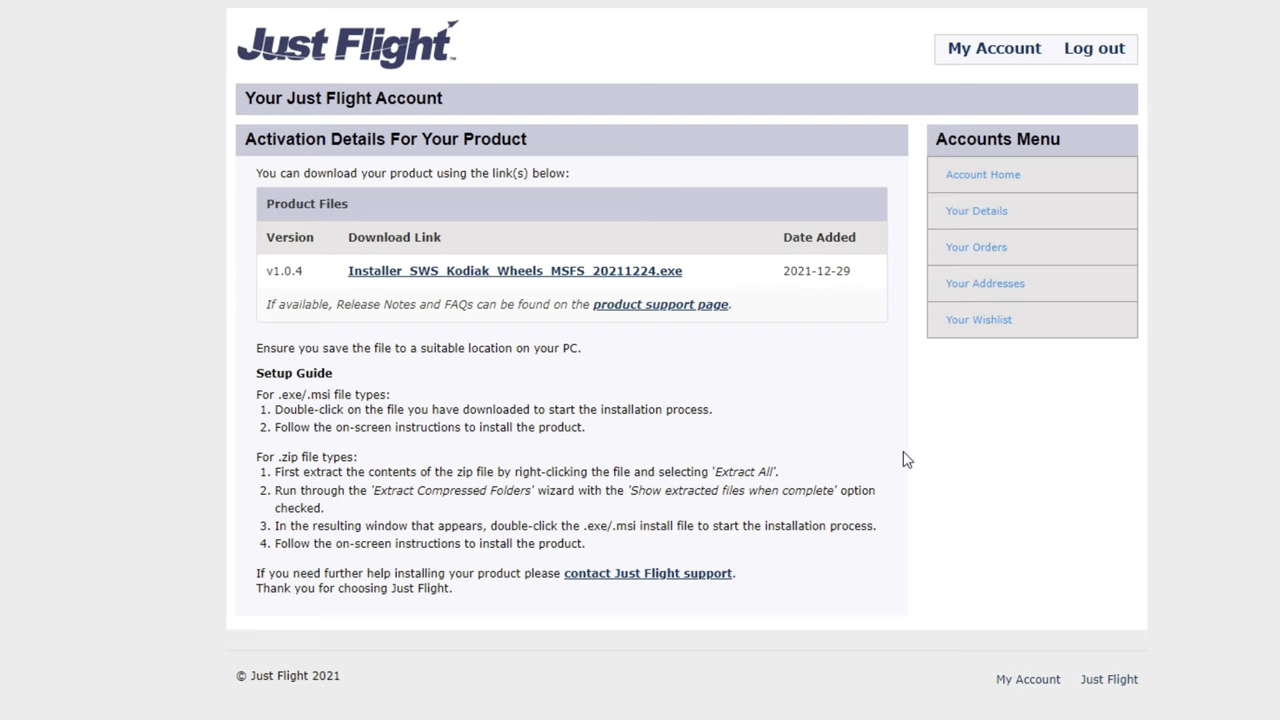 Just Flight™
My Account Log out
Your Just Flight Account
Activation Details For Your Product
You can download your product using the link(s) below:
Product Files
Version Download Link Date Added
v1.0.4 Installer_SWS_Kodiak_Wheels_MSFS_20211224.exe 2021-12-29
If available, Release Notes and FAQs can be found on the product support page.
Ensure you save the file to a suitable location on your PC.
Setup Guide
For .exe/.msi file types:
1. Double-click on the file you have downloaded to start the installation process.
2. Follow the on-screen instructions to install the product.
For .zip file types:
1. First extract the contents of the zip file by right-clicking the file and selecting 'Extract All'.
2. Run through the 'Extract Compressed Folders' wizard with the 'Show extracted files when complete' option
checked.
3. In the resulting window that appears, double-click the .exe/.msi install file to start the installation process.
4. Follow the on-screen instructions to install the product.
If you need further help installing your product please contact Just Flight support.
Thank you for choosing Just Flight.
Accounts Menu
Account Home
Your Details
Your Orders
Your Addresses
Your Wishlist
© Just Flight 2021
My Account Just Flight